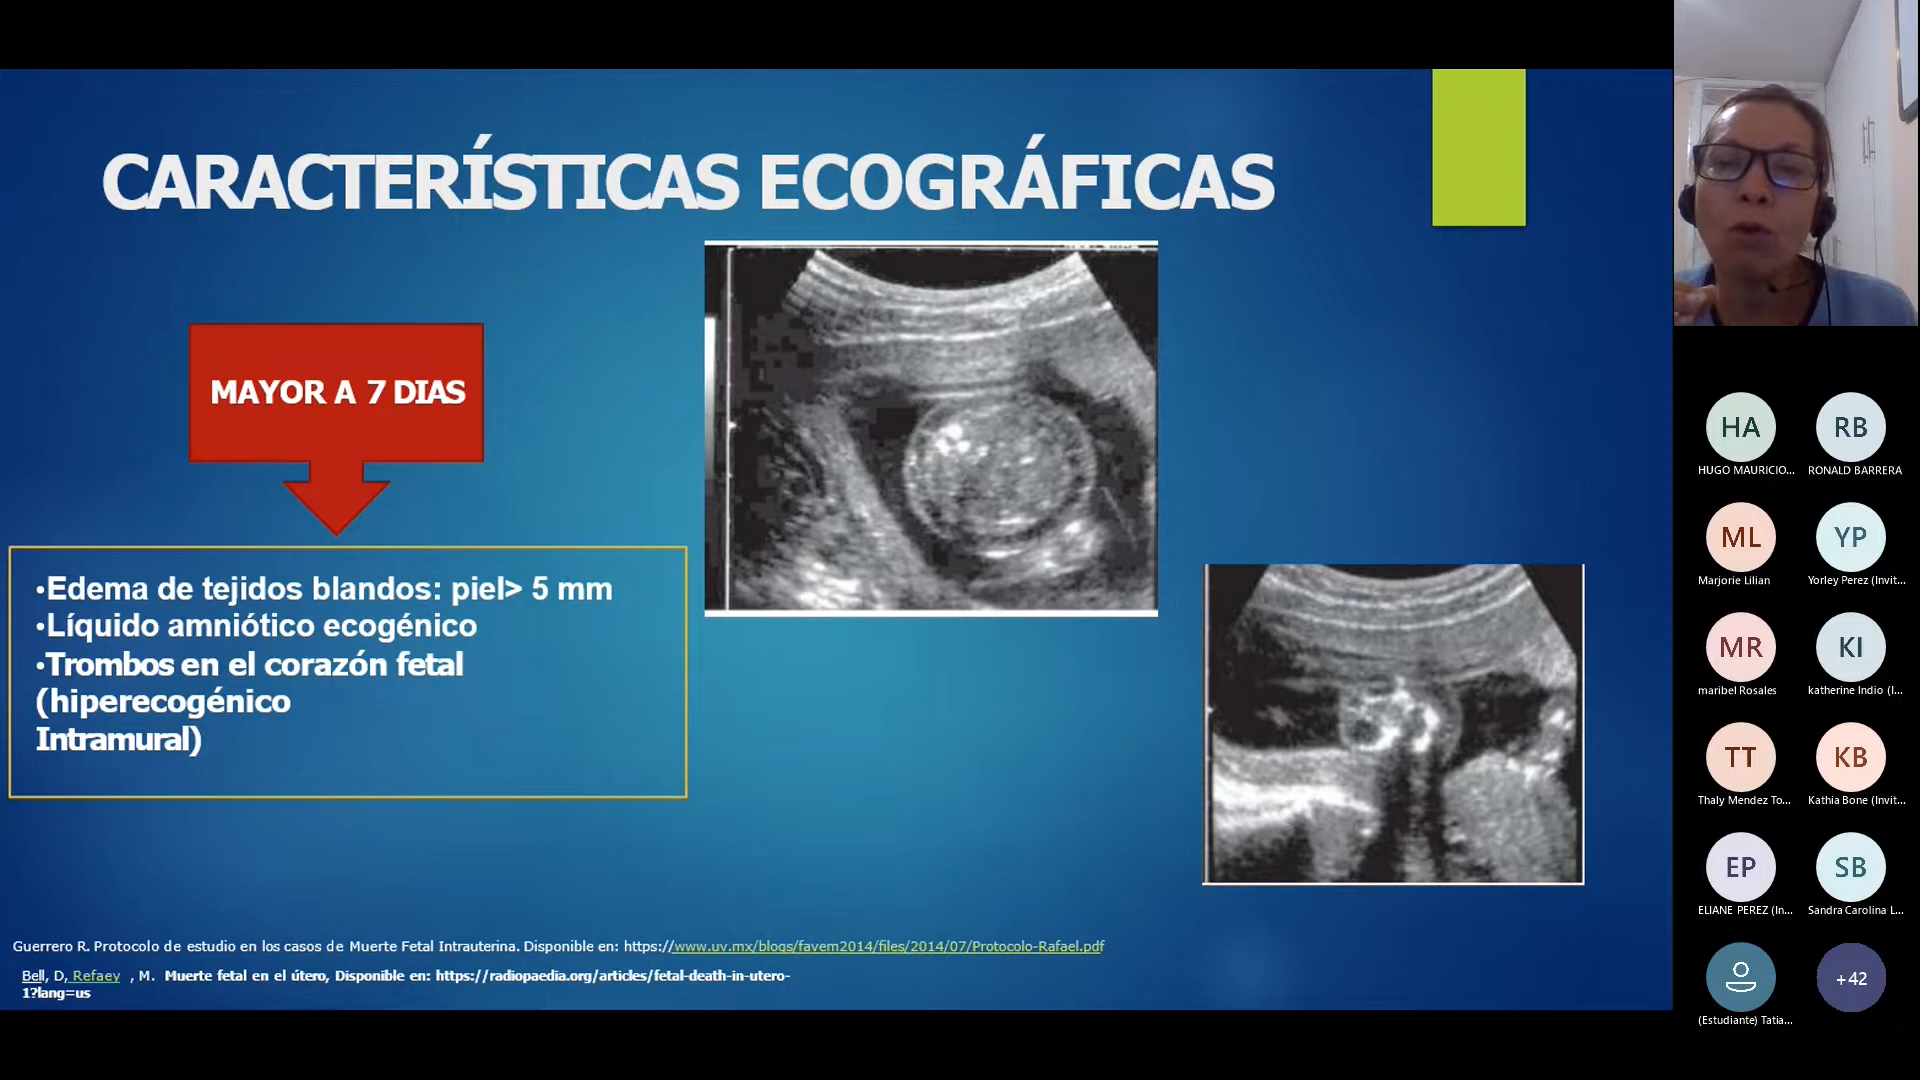 CARACTERÍSTICAS ECOGRÁFICAS
MAYOR A 7 DIAS
•Edema de tejidos blandos: piel> 5 mm
•Líquido amniótico ecogénico
•Trombos en el corazón fetal
(hiperecogénico
Intramural)
Guerrero R. Protocolo de estudio en los casos de Muerte Fetal Intrauterina. Disponible en: https://www.uv.mx/blogs/favem2014/files/2014/07/Protocolo-Rafael.pdf
Bell, D, Refaey , M. Muerte fetal en el útero, Disponible en: https://radiopaedia.org/articles/fetal-death-in-utero-
1?lang=us
HA
RB
HUGO MAURICIO...
RONALD BARRERA
ML
YP
Marjorie Lilian
Yorley Perez (Invit...
MR
KI
maribel Rosales
katherine Indio (I...
TT
KB
Thaly Mendez To...
Kathia Bone (Invit...
EP
SB
ELIANE PEREZ (In...
Sandra Carolina L...
+42
(Estudiante) Tatia...